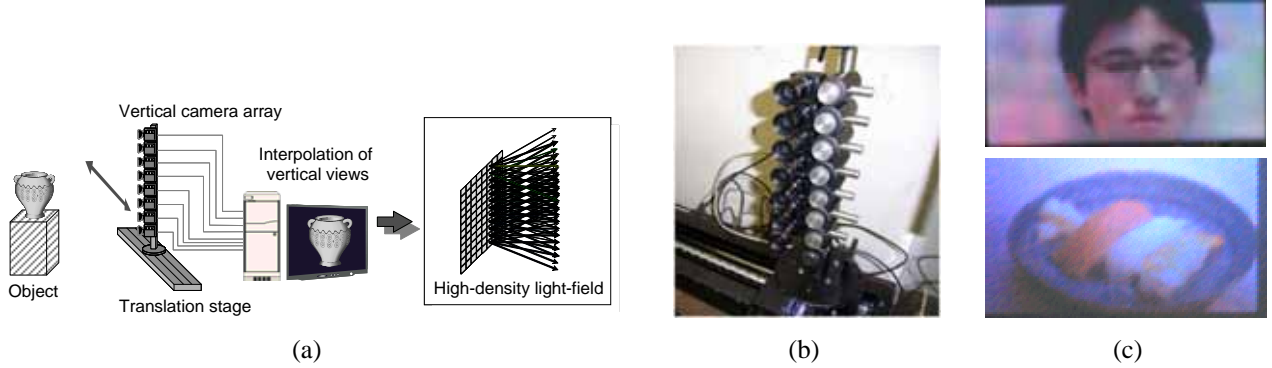 Vertical camera array
Interpolation of
vertical views
Object
Translation stage
High-density light-field
(a)
(b)
(c)